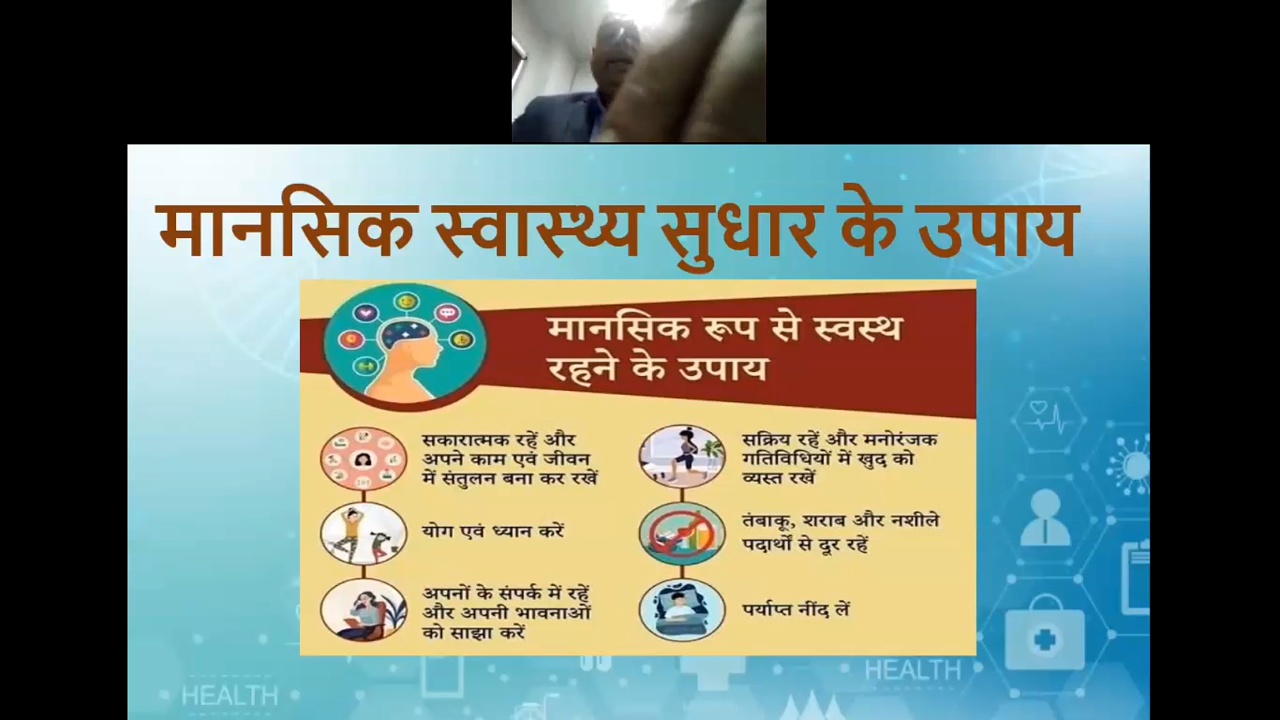 मानसिक स्वास्थ्य सुधार के उपाय
मानसिक रूप से स्वस्थ
रहने के उपाय
सकारात्मक रहें और
अपने काम एवं जीवन
में संतुलन बना कर रखें
योग एवं ध्यान करें
अपनों के संपर्क में रहें
और अपनी भावनाओं
को साझा करें
सक्रिय रहें और मनोरंजक
गतिविधियों में खुद को
व्यस्त रखें
तंबाकू, शराब और नशीले
पदार्थों से दूर रहें
पर्याप्त नींद लें
HEALTH
HEALTH